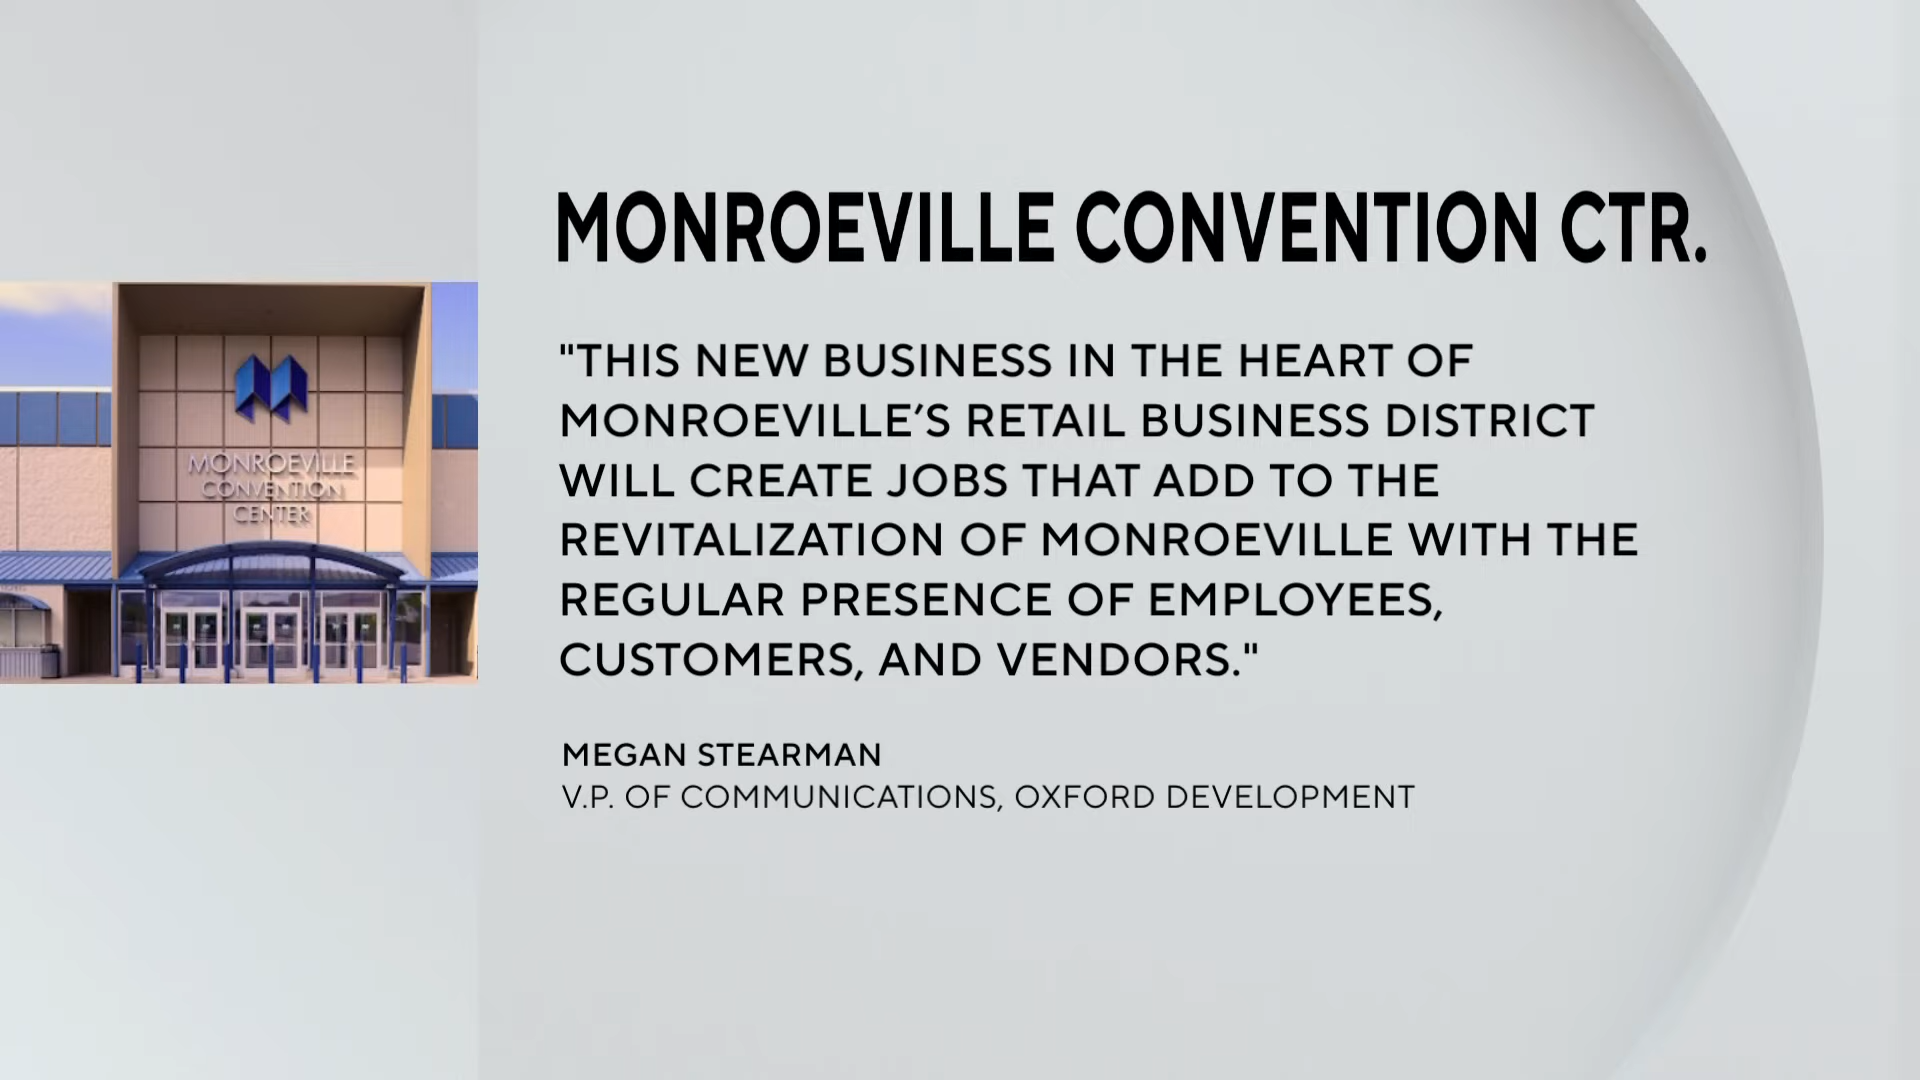 MONROEVILLE CONVENTION CTR.
"THIS NEW BUSINESS IN THE HEART OF
MONROEVILLE’S RETAIL BUSINESS DISTRICT
WILL CREATE JOBS THAT ADD TO THE
REVITALIZATION OF MONROEVILLE WITH THE
REGULAR PRESENCE OF EMPLOYEES,
CUSTOMERS, AND VENDORS."
MEGAN STEARMAN
V.P. OF COMMUNICATIONS, OXFORD DEVELOPMENT
MONROEVILLE
CONVENTION
CENTER